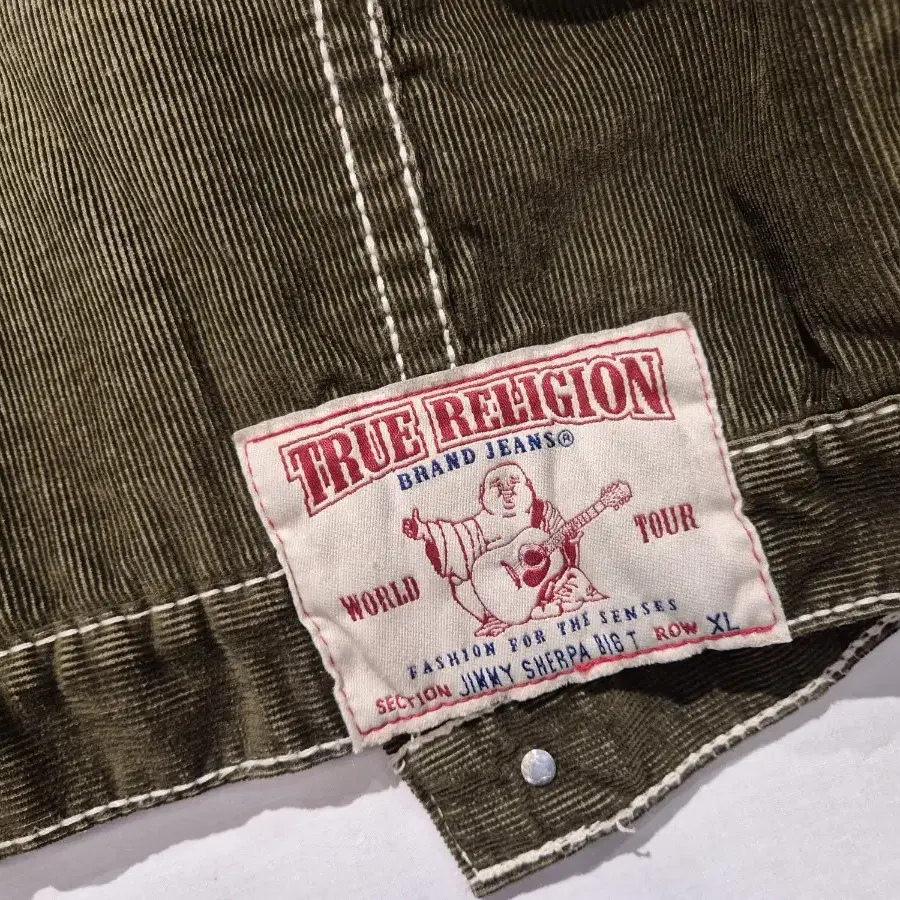 TRUE RELIGION
BRAND JEANS®
WORLD TOUR
FASHION FOR THE SENSES
SECTION JIMMY SHERPA BIG T ROW XL